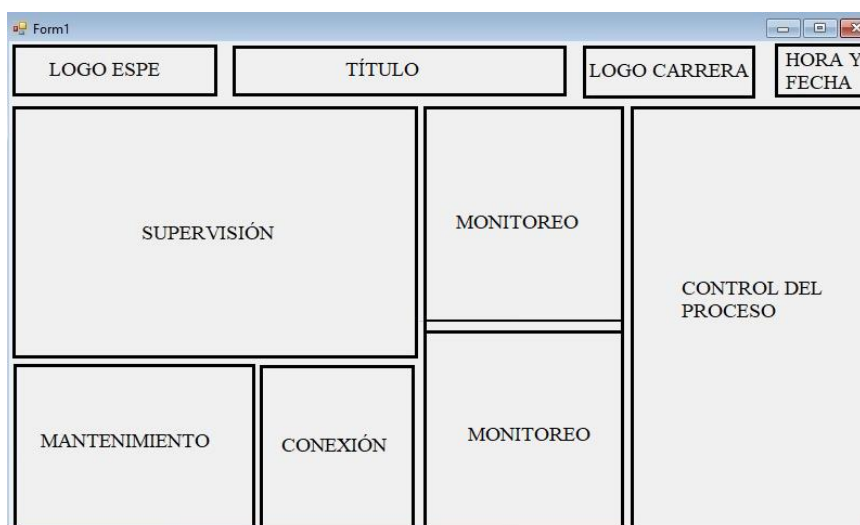 Form1
LOGO ESPE
TÍTULO
LOGO CARRERA
HORA Y
FECHA
SUPERVISIÓN
MONITOREO
CONTROL DEL
PROCESO
MANTENIMIENTO
CONEXIÓN
MONITOREO